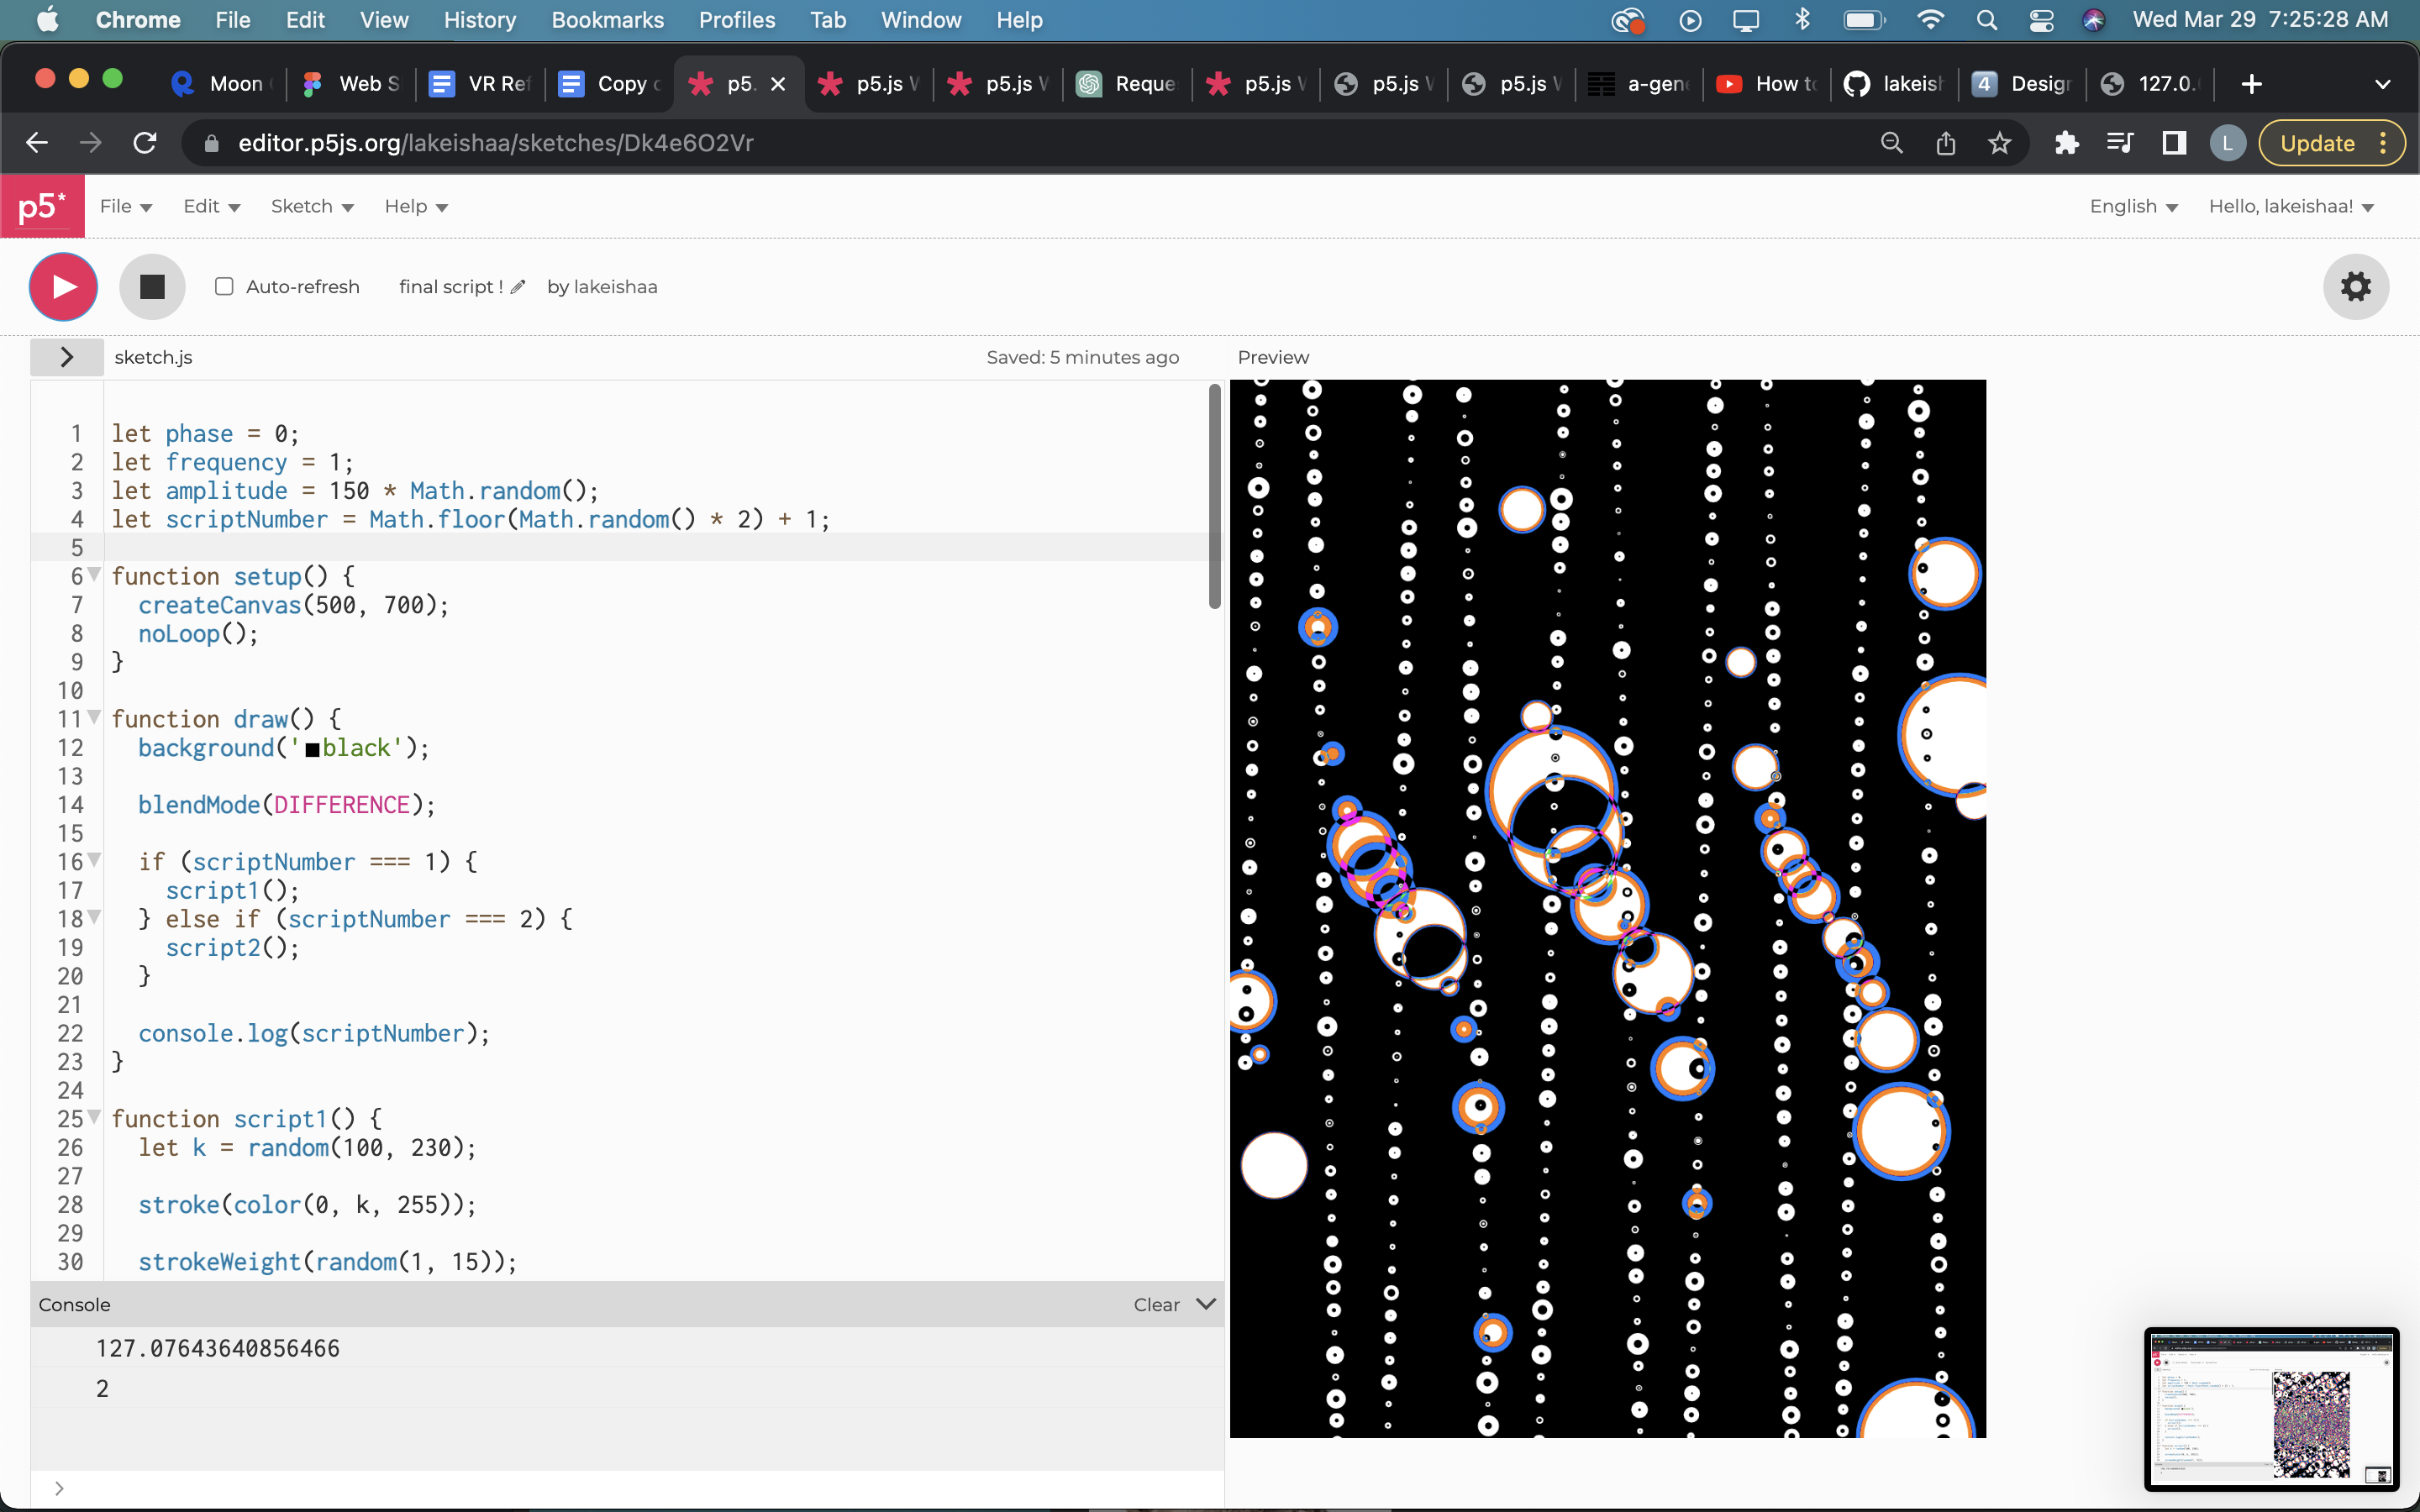 Chrome File Edit View History Bookmarks Profiles Tab Window Help Wed Mar 29 7:25:28 AM
Moon Web S VR Ref Copy p5. p5.js p5.js Reque p5.js p5.js p5.js a-gen How to lakeish 4 Design 127.0.
editor.p5js.org/lakeishaa/sketches/Dk4e6O2Vr L Update
p5* File Edit Sketch Help English Hello, lakeishaa!
Auto-refresh final script ! by lakeishaa
sketch.js Saved: 5 minutes ago Preview
1 let phase = 0;
2 let frequency = 1;
3 let amplitude = 150 * Math.random();
4 let scriptNumber = Math.floor(Math.random() * 2) + 1;
5
6 function setup() {
7 createCanvas(500, 700);
8 noLoop();
9 }
10
11 function draw() {
12 background('black');
13
14 blendMode(DIFFERENCE);
15
16 if (scriptNumber === 1) {
17 script1();
18 } else if (scriptNumber === 2) {
19 script2();
20 }
21
22 console.log(scriptNumber);
23 }
24
25 function script1() {
26 let k = random(100, 230);
27
28 stroke(color(0, k, 255));
29
30 strokeWeight(random(1, 15));
Console Clear
127.07643640856466
2